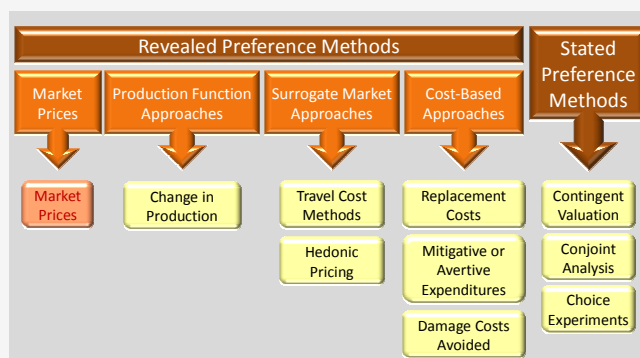 Revealed Preference Methods
Stated
Preference
Methods
Market
Prices
Production Function
Approaches
Surrogate Market
Approaches
Cost-Based
Approaches
Market
Prices
Change in
Production
Travel Cost
Methods
Hedonic
Pricing
Replacement
Costs
Mitigative or
Avertive
Expenditures
Damage Costs
Avoided
Contingent
Valuation
Conjoint
Analysis
Choice
Experiments